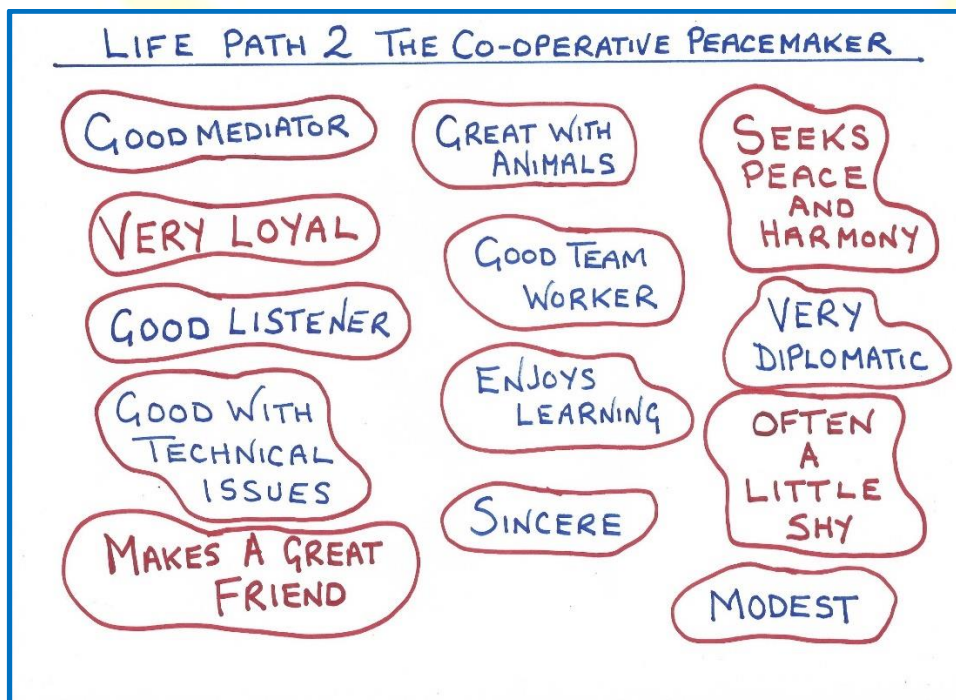 LIFE PATH 2 THE CO-OPERATIVE PEACEMAKER
GOOD MEDIATOR
VERY LOYAL
GOOD LISTENER
GOOD WITH
TECHNICAL
ISSUES
MAKES A GREAT
FRIEND
GREAT WITH
ANIMALS
GOOD TEAM
WORKER
ENJOYS
LEARNING
SINCERE
SEEKS
PEACE
AND
HARMONY
VERY
DIPLOMATIC
OFTEN
A
LITTLE
SHY
MODEST